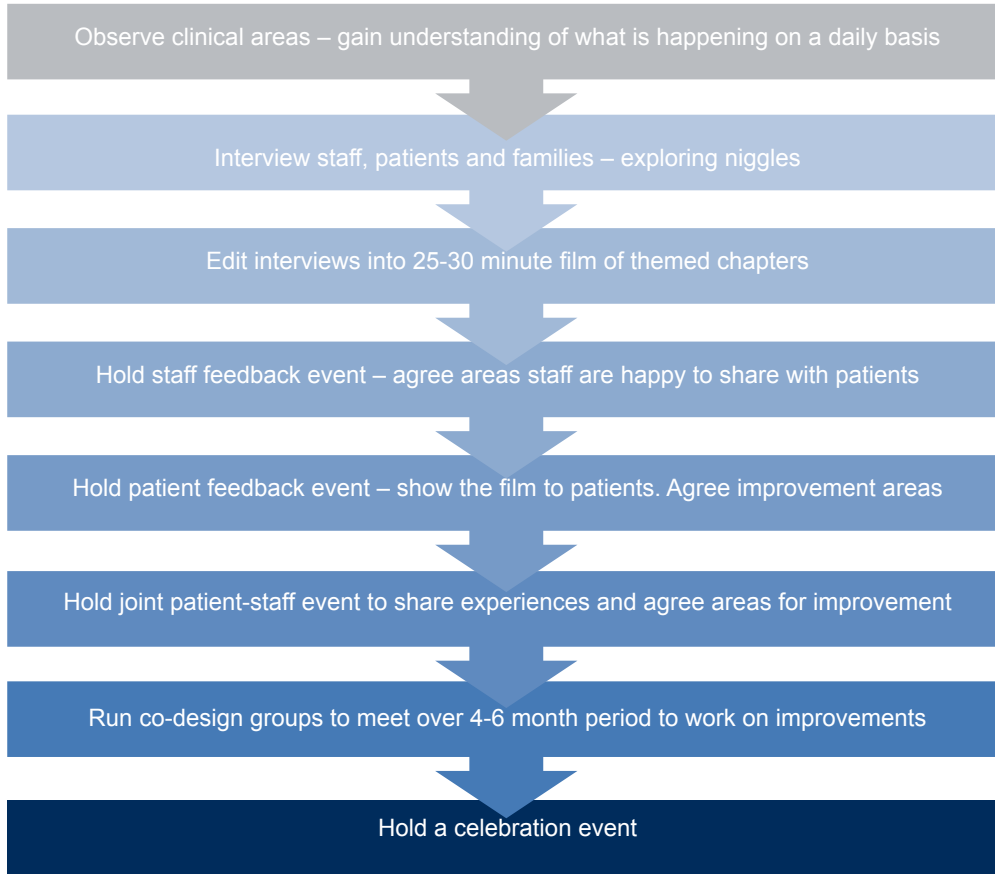 Observe clinical areas – gain understanding of what is happening on a daily basis
Interview staff, patients and families – exploring niggles
Edit interviews into 25-30 minute film of themed chapters
Hold staff feedback event – agree areas staff are happy to share with patients
Hold patient feedback event – show the film to patients. Agree improvement areas
Hold joint patient-staff event to share experiences and agree areas for improvement
Run co-design groups to meet over 4-6 month period to work on improvements
Hold a celebration event